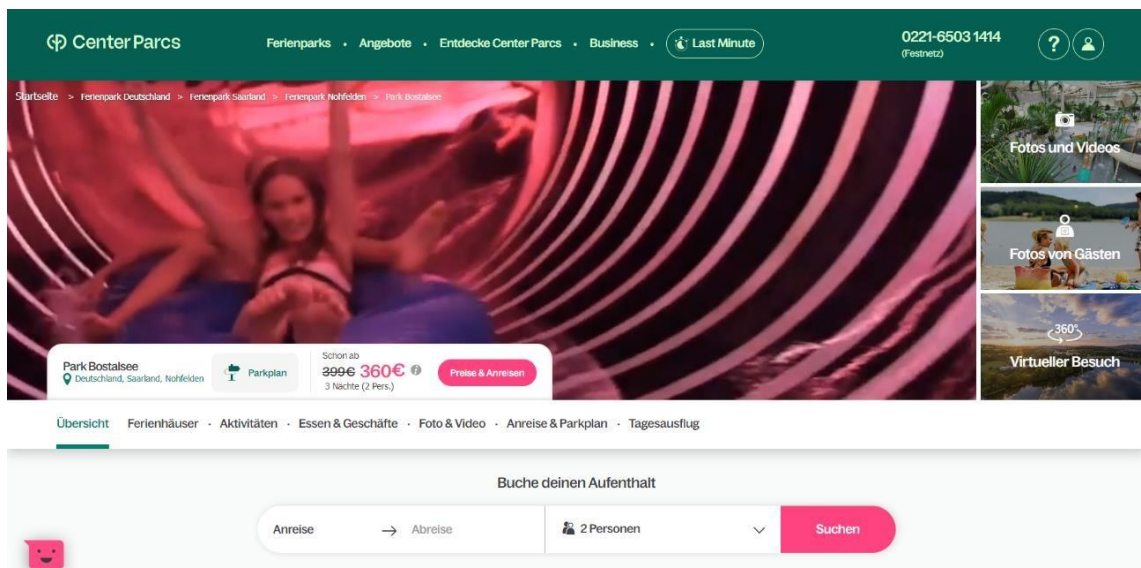 Center Parcs
Ferienparks · Angebote · Entdecke Center Parcs · Business · Last Minute
0221-6503 1414
(Festnetz)
?
Startseite > Ferienpark Deutschland > Ferienpark Saarland > Ferienpark Nohfelden > Park Bostalsee
Fotos und Videos
Fotos von Gästen
360°
Virtueller Besuch
Park Bostalsee
Deutschland, Saarland, Nohfelden
Parkplan
Schon ab
399€ 360€ i
3 Nächte (2 Pers.)
Preise & Anreisen
Übersicht Ferienhäuser · Aktivitäten · Essen & Geschäfte · Foto & Video · Anreise & Parkplan · Tagesausflug
Buche deinen Aufenthalt
Anreise → Abreise 2 Personen Suchen